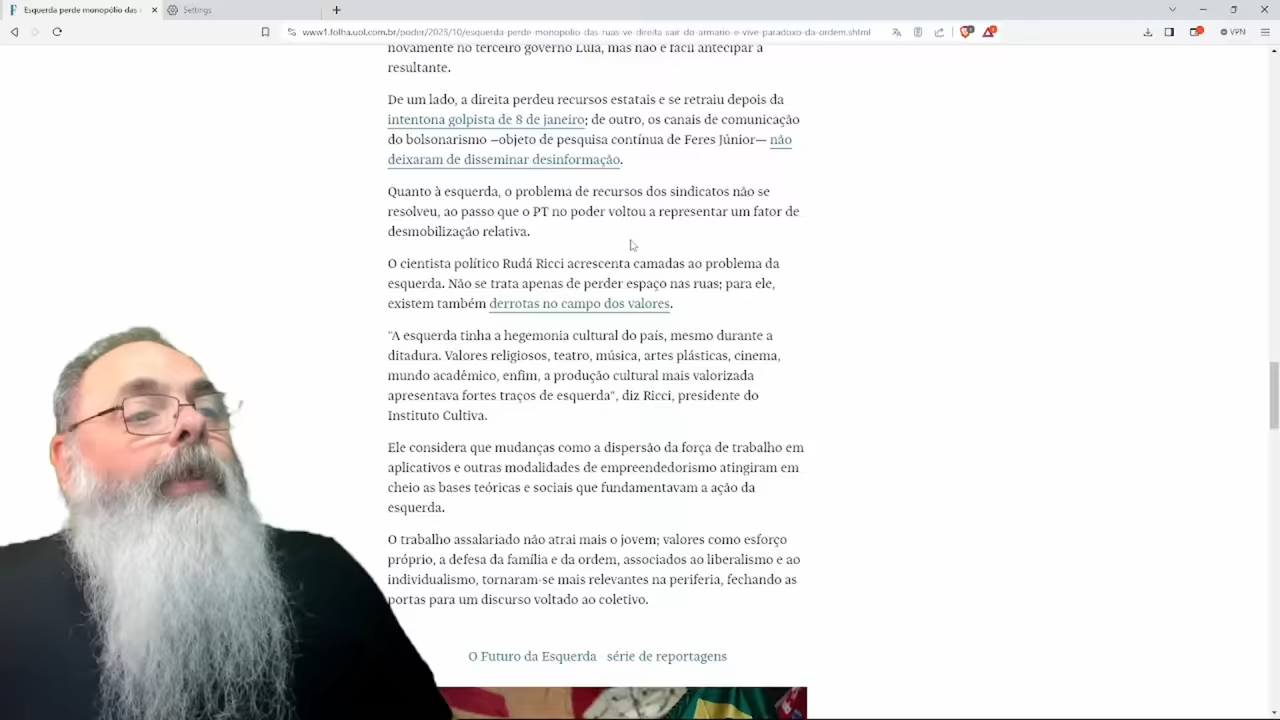 Esquerda perde monopólio das
Settings
www1.folha.uol.com.br/poder/2023/10/esquerda-perde-monopolio-das-ruas-ve-direita-sair-do-armario-e-vive-paradoxo-da-ordem.shtml
VPN
novamente no terceiro governo Lula, mas não é fácil antecipar a
resultante.
De um lado, a direita perdeu recursos estatais e se retraiu depois da
intentona golpista de 8 de janeiro; de outro, os canais de comunicação
do bolsonarismo –objeto de pesquisa contínua de Feres Júnior— não
deixaram de disseminar desinformação.
Quanto à esquerda, o problema de recursos dos sindicatos não se
resolveu, ao passo que o PT no poder voltou a representar um fator de
desmobilização relativa.
O cientista político Rudá Ricci acrescenta camadas ao problema da
esquerda. Não se trata apenas de perder espaço nas ruas; para ele,
existem também derrotas no campo dos valores.
"A esquerda tinha a hegemonia cultural do país, mesmo durante a
ditadura. Valores religiosos, teatro, música, artes plásticas, cinema,
mundo acadêmico, enfim, a produção cultural mais valorizada
apresentava fortes traços de esquerda", diz Ricci, presidente do
Instituto Cultiva.
Ele considera que mudanças como a dispersão da força de trabalho em
aplicativos e outras modalidades de empreendedorismo atingiram em
cheio as bases teóricas e sociais que fundamentavam a ação da
esquerda.
O trabalho assalariado não atrai mais o jovem; valores como esforço
próprio, a defesa da família e da ordem, associados ao liberalismo e ao
individualismo, tornaram-se mais relevantes na periferia, fechando as
portas para um discurso voltado ao coletivo.
O Futuro da Esquerda série de reportagens